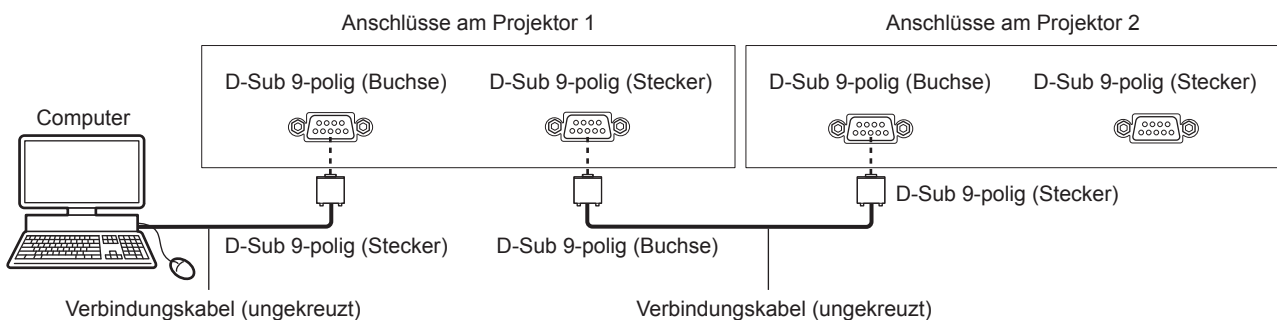 Anschlüsse am Projektor 1
Anschlüsse am Projektor 2
D-Sub 9-polig (Buchse)
D-Sub 9-polig (Stecker)
D-Sub 9-polig (Buchse)
D-Sub 9-polig (Stecker)
Computer
D-Sub 9-polig (Stecker)
D-Sub 9-polig (Stecker)
D-Sub 9-polig (Buchse)
Verbindungskabel (ungekreuzt)
Verbindungskabel (ungekreuzt)